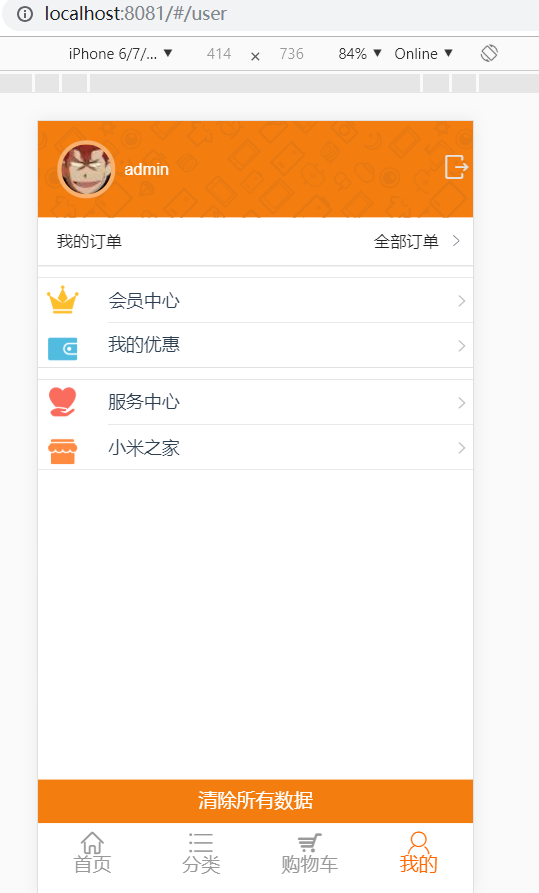 localhost:8081/#/user
iPhone 6/7/... ▼ 414 × 736 84% ▼ Online ▼
admin
我的订单 全部订单
会员中心
我的优惠
服务中心
小米之家
清除所有数据
首页 分类 购物车 我的